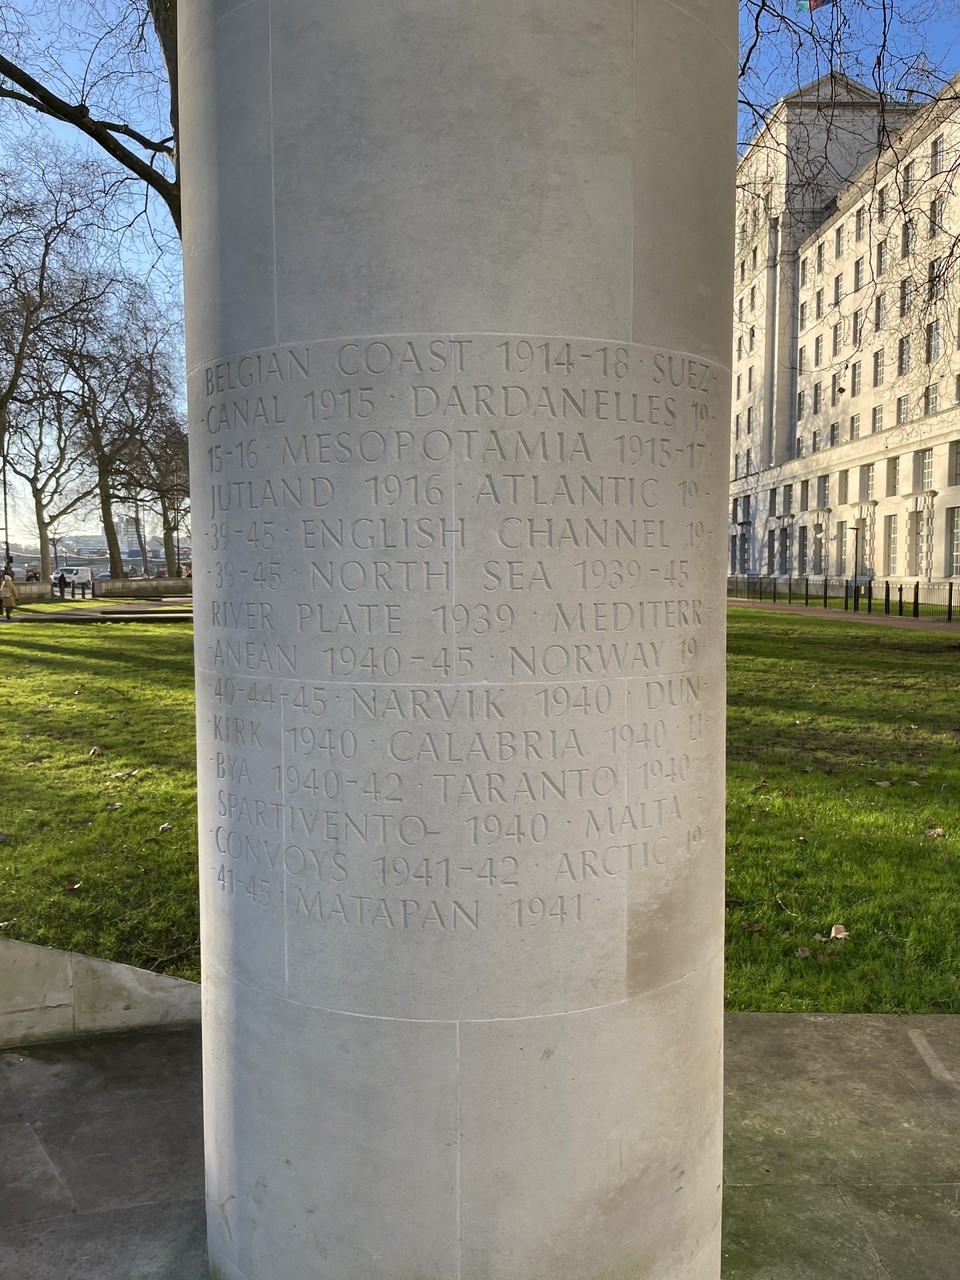 BELGIAN COAST 1914-18 · SUEZ-
-CANAL 1915 · DARDANELLES 19-
15-16 · MESOPOTAMIA 1915-17 ·
JUTLAND 1916 · ATLANTIC 19-
-39-45 · ENGLISH CHANNEL 19-
-39-45 · NORTH SEA 1939-45
RIVER PLATE 1939 · MEDITERR-
-ANEAN 1940-45 · NORWAY 19-
-40-44-45 · NARVIK 1940 · DUN-
-KIRK 1940 · CALABRIA 1940 · LI-
-BYA 1940-42 · TARANTO 1940
SPARTIVENTO- 1940 · MALTA
-CONVOYS 1941-42 · ARCTIC 19-
-41-45 · MATAPAN 1941 ·